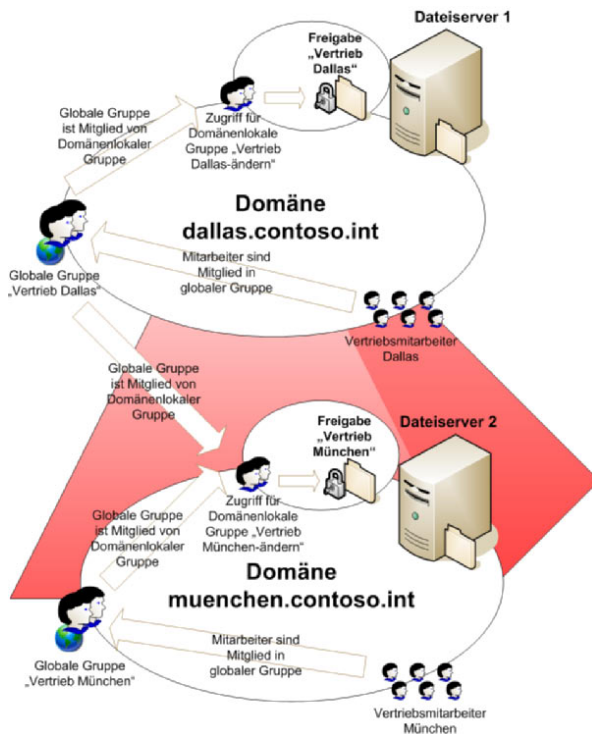 Dateiserver 1
Freigabe
„Vertrieb
Dallas“
Globale Gruppe
ist Mitglied von
Domänenlokaler
Gruppe
Zugriff für
Domänenlokale
Gruppe „Vertrieb
Dallas-ändern“
Domäne
dallas.contoso.int
Mitarbeiter sind
Mitglied in
globaler Gruppe
Globale Gruppe
„Vertrieb Dallas“
Vertriebsmitarbeiter
Dallas
Globale Gruppe
ist Mitglied von
Domänenlokaler
Gruppe
Freigabe
„Vertrieb
München“
Dateiserver 2
Globale Gruppe
ist Mitglied von
Domänenlokaler
Gruppe
Zugriff für
Domänenlokale
Gruppe „Vertrieb
München-ändern“
Domäne
muenchen.contoso.int
Mitarbeiter sind
Mitglied in
globaler Gruppe
Globale Gruppe
„Vertrieb München“
Vertriebsmitarbeiter
München